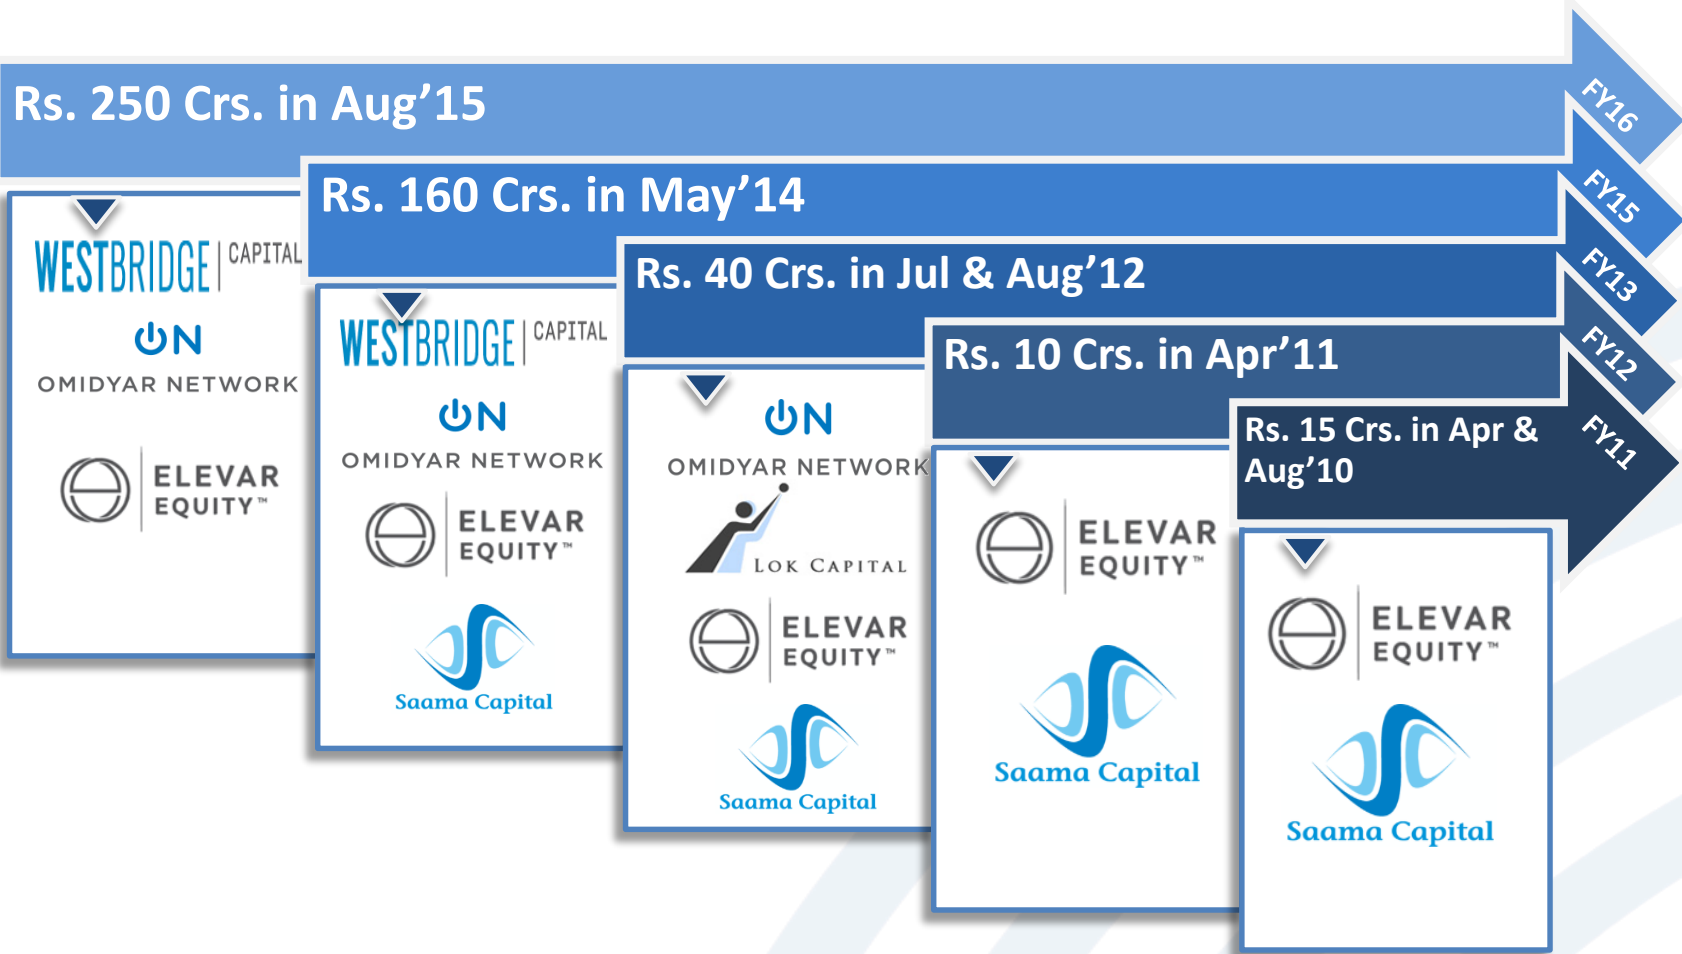 Rs. 250 Crs. in Aug’15
FY16
WESTBRIDGE CAPITAL
ON
OMIDYAR NETWORK
ELEVAR
EQUITY™
Rs. 160 Crs. in May’14
FY15
WESTBRIDGE CAPITAL
ON
OMIDYAR NETWORK
ELEVAR
EQUITY™
Saama Capital
Rs. 40 Crs. in Jul & Aug’12
FY13
ON
OMIDYAR NETWORK
LOK CAPITAL
ELEVAR
EQUITY™
Saama Capital
Rs. 10 Crs. in Apr’11
FY12
ELEVAR
EQUITY™
Saama Capital
Rs. 15 Crs. in Apr &
Aug’10
FY11
ELEVAR
EQUITY™
Saama Capital